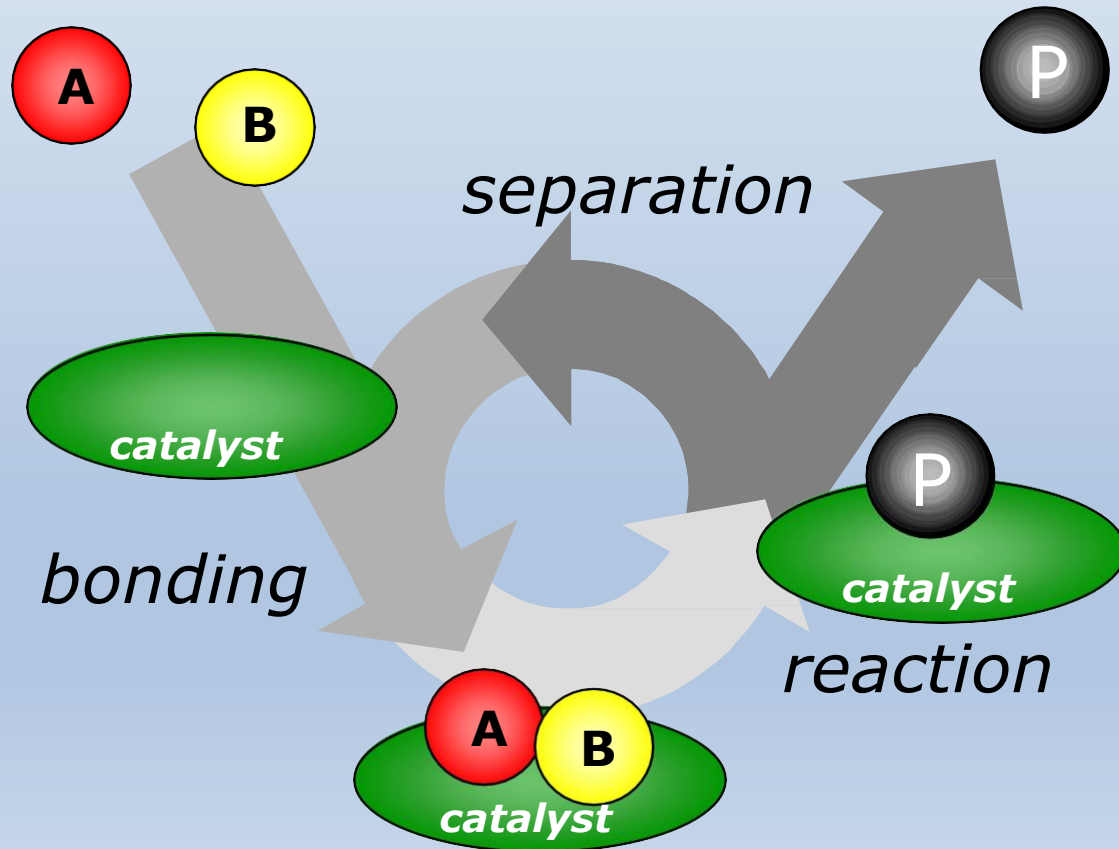 A
B
P
separation
catalyst
bonding
P
catalyst
reaction
A
B
catalyst